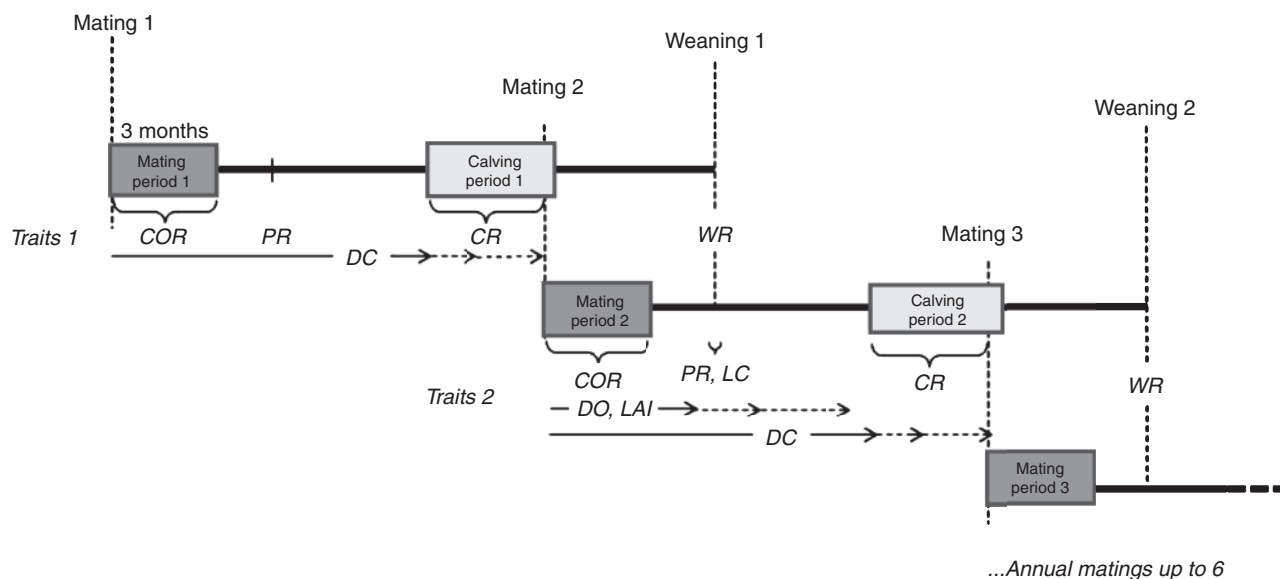 Mating 1
Weaning 1
Mating 2
Weaning 2
3 months
Mating
period 1
Calving
period 1
Traits 1
COR
PR
CR
WR
DC
Mating 3
Mating
period 2
Calving
period 2
COR
PR, LC
CR
WR
Traits 2
DO, LAI
DC
Mating
period 3
...Annual matings up to 6